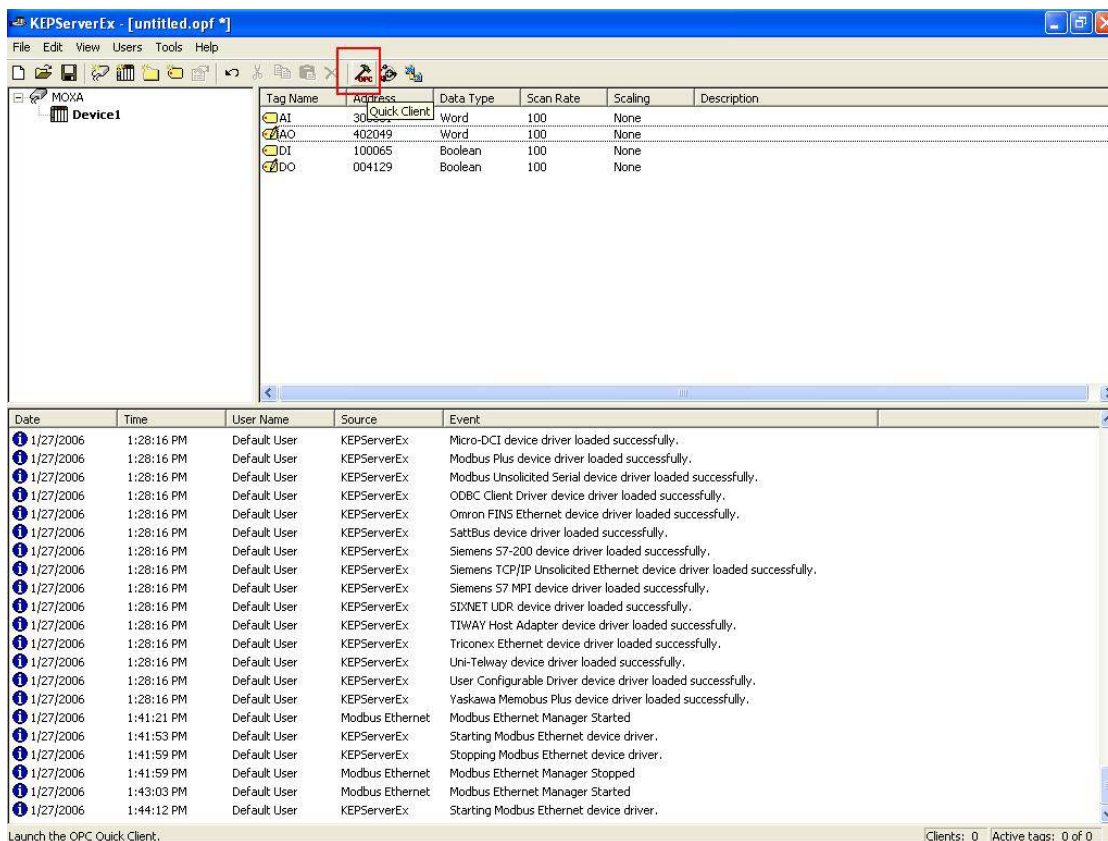 KEPServerEx - [untitled.opf *]
File Edit View Users Tools Help
OPC
Quick Client
MOXA
Device1
Tag Name Address Data Type Scan Rate Scaling Description
AI Word 100 None
AO 402049 Word 100 None
DI 100065 Boolean 100 None
DO 004129 Boolean 100 None
Date Time User Name Source Event
1/27/2006 1:28:16 PM Default User KEPServerEx Micro-DCI device driver loaded successfully.
1/27/2006 1:28:16 PM Default User KEPServerEx Modbus Plus device driver loaded successfully.
1/27/2006 1:28:16 PM Default User KEPServerEx Modbus Unsolicited Serial device driver loaded successfully.
1/27/2006 1:28:16 PM Default User KEPServerEx ODBC Client Driver device driver loaded successfully.
1/27/2006 1:28:16 PM Default User KEPServerEx Omron FINS Ethernet device driver loaded successfully.
1/27/2006 1:28:16 PM Default User KEPServerEx SattBus device driver loaded successfully.
1/27/2006 1:28:16 PM Default User KEPServerEx Siemens S7-200 device driver loaded successfully.
1/27/2006 1:28:16 PM Default User KEPServerEx Siemens TCP/IP Unsolicited Ethernet device driver loaded successfully.
1/27/2006 1:28:16 PM Default User KEPServerEx Siemens S7 MPI device driver loaded successfully.
1/27/2006 1:28:16 PM Default User KEPServerEx SIXNET UDR device driver loaded successfully.
1/27/2006 1:28:16 PM Default User KEPServerEx TIWAY Host Adapter device driver loaded successfully.
1/27/2006 1:28:16 PM Default User KEPServerEx Triconex Ethernet device driver loaded successfully.
1/27/2006 1:28:16 PM Default User KEPServerEx Uni-Telway device driver loaded successfully.
1/27/2006 1:28:16 PM Default User KEPServerEx User Configurable Driver device driver loaded successfully.
1/27/2006 1:28:16 PM Default User KEPServerEx Yaskawa Memobus Plus device driver loaded successfully.
1/27/2006 1:41:21 PM Default User Modbus Ethernet Modbus Ethernet Manager Started
1/27/2006 1:41:53 PM Default User KEPServerEx Starting Modbus Ethernet device driver.
1/27/2006 1:41:59 PM Default User KEPServerEx Stopping Modbus Ethernet device driver.
1/27/2006 1:41:59 PM Default User Modbus Ethernet Modbus Ethernet Manager Stopped
1/27/2006 1:43:03 PM Default User Modbus Ethernet Modbus Ethernet Manager Started
1/27/2006 1:44:12 PM Default User KEPServerEx Starting Modbus Ethernet device driver.
Launch the OPC Quick Client. Clients: 0 Active tags: 0 of 0